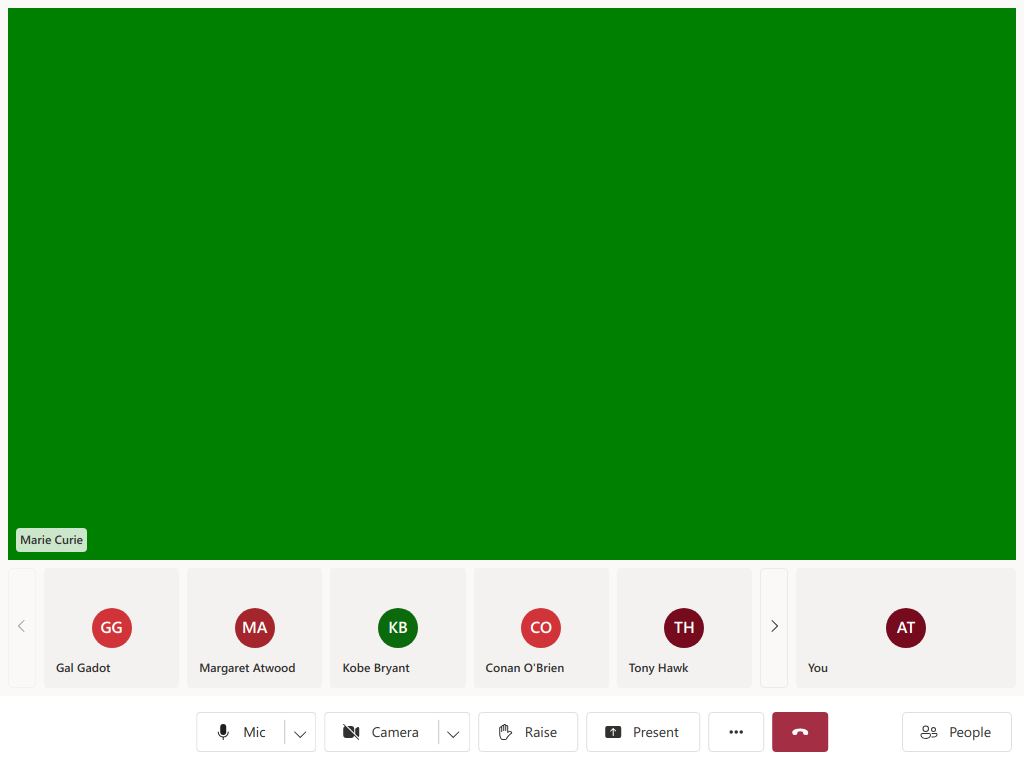 Marie Curie
GG
MA
KB
CO
TH
AT
Gal Gadot
Margaret Atwood
Kobe Bryant
Conan O'Brien
Tony Hawk
You
Mic
Camera
Raise
Present
People